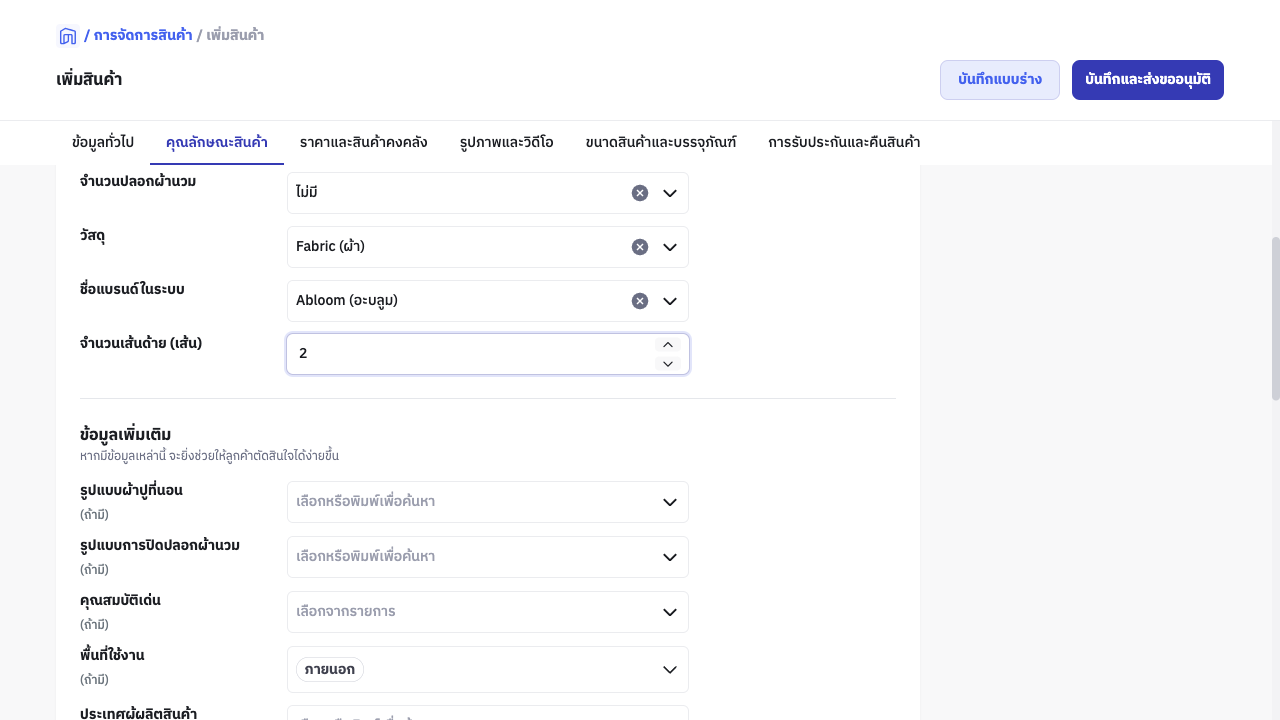 / การจัดการสินค้า / เพิ่มสินค้า
เพิ่มสินค้า
บันทึกแบบร่าง
บันทึกและส่งขออนุมัติ
ข้อมูลทั่วไป
คุณลักษณะสินค้า
ราคาและสินค้าคงคลัง
รูปภาพและวิดีโอ
ขนาดสินค้าและบรรจุภัณฑ์
การรับประกันและคืนสินค้า
จำนวนปลอกผ้านวม
ไม่มี
วัสดุ
Fabric (ผ้า)
ชื่อแบรนด์ในระบบ
Abloom (อะบลูม)
จำนวนเส้นด้าย (เส้น)
2
ข้อมูลเพิ่มเติม
หากมีข้อมูลเหล่านี้ จะยิ่งช่วยให้ลูกค้าตัดสินใจได้ง่ายขึ้น
รูปแบบผ้าปูที่นอน
(ถ้ามี)
เลือกหรือพิมพ์เพื่อค้นหา
รูปแบบการปิดปลอกผ้านวม
(ถ้ามี)
เลือกหรือพิมพ์เพื่อค้นหา
คุณสมบัติเด่น
(ถ้ามี)
เลือกจากรายการ
พื้นที่ใช้งาน
(ถ้ามี)
ภายนอก
ประเทศผู้ผลิตสินค้า